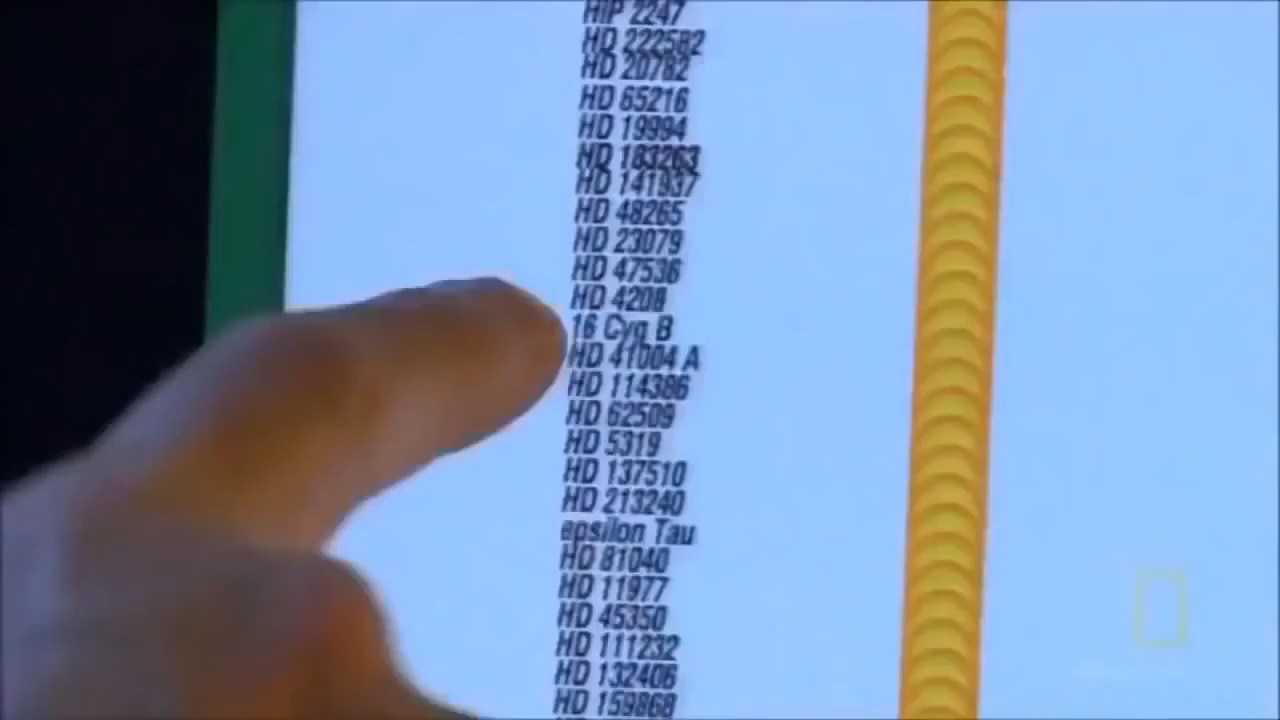 HIP 2247
HD 222582
HD 20782
HD 65216
HD 19994
HD 183263
HD 141937
HD 48265
HD 23079
HD 47536
HD 4208
16 Cyg B
HD 41004 A
HD 114386
HD 62509
HD 5319
HD 137510
HD 213240
epsilon Tau
HD 81040
HD 11977
HD 45350
HD 111232
HD 132406
HD 159868